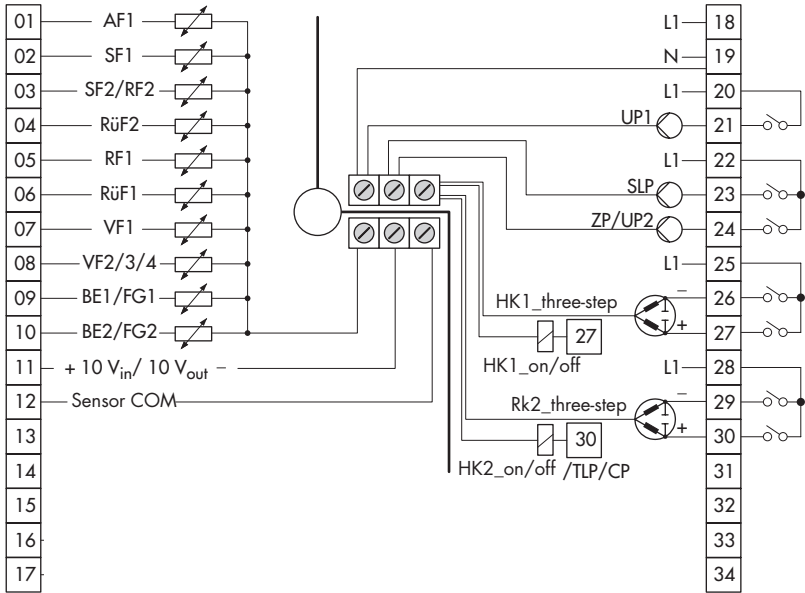 01 AF1
02 SF1
03 SF2/RF2
04 RüF2
05 RF1
06 RüF1
07 VF1
08 VF2/3/4
09 BE1/FG1
10 BE2/FG2
11 + 10 Vin/ 10 Vout –
12 Sensor COM
13
14
15
16
17
L1 18
N 19
L1 20
UP1 21
L1 22
SLP 23
ZP/UP2 24
L1 25
HK1_three-step – 26
+ 27
27
HK1_on/off
L1 28
Rk2_three-step – 29
+ 30
30
HK2_on/off /TLP/CP
31
32
33
34